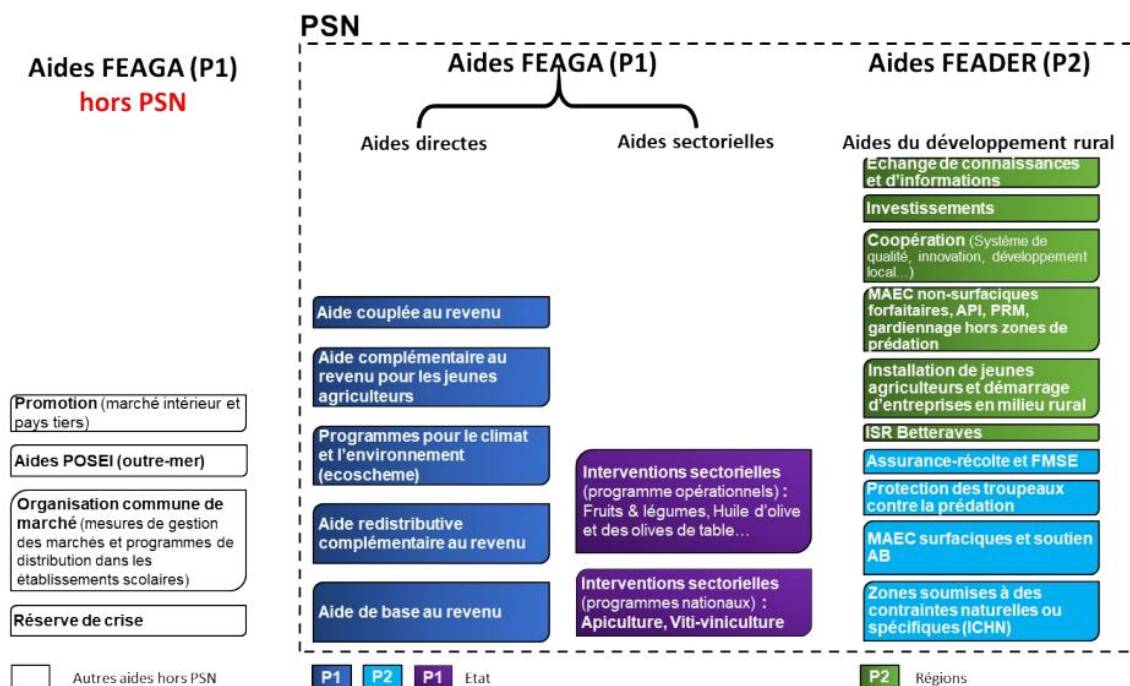 PSN
Aides FEAGA (P1)
hors PSN
Promotion (marché intérieur et
pays tiers)
Aides POSEI (outre-mer)
Organisation commune de
marché (mesures de gestion
des marchés et programmes de
distribution dans les
établissements scolaires)
Réserve de crise
Autres aides hors PSN
Aides FEAGA (P1)
Aides directes
Aide couplée au revenu
Aide complémentaire au
revenu pour les jeunes
agriculteurs
Programmes pour le climat
et l'environnement
(ecoscheme)
Aide redistributive
complémentaire au revenu
Aide de base au revenu
Aides sectorielles
Interventions sectorielles
(programme opérationnels) :
Fruits & légumes, Huile d'olive
et des olives de table…
Interventions sectorielles
(programmes nationaux) :
Apiculture, Viti-viniculture
P1 P2 P1 Etat
Aides FEADER (P2)
Aides du développement rural
Echange de connaissances
et d'informations
Investissements
Coopération (Système de
qualité, innovation, développement
local...)
MAEC non-surfaciques
forfaitaires, API, PRM,
gardiennage hors zones de
prédation
Installation de jeunes
agriculteurs et démarrage
d'entreprises en milieu rural
ISR Betteraves
Assurance-récolte et FMSE
Protection des troupeaux
contre la prédation
MAEC surfaciques et soutien
AB
Zones soumises à des
contraintes naturelles ou
spécifiques (ICHN)
P2 Régions